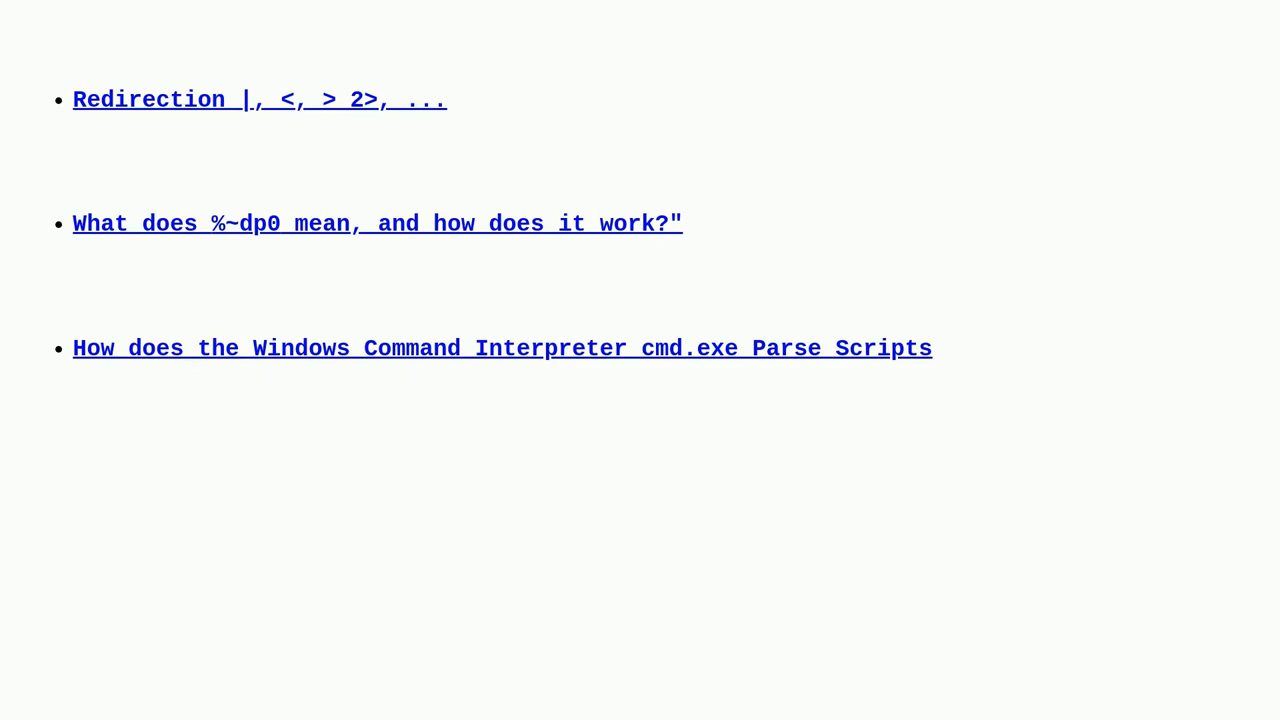 • Redirection |, <, > 2>, ...
• What does %~dp0 mean, and how does it work?"
• How does the Windows Command Interpreter cmd.exe Parse Scripts